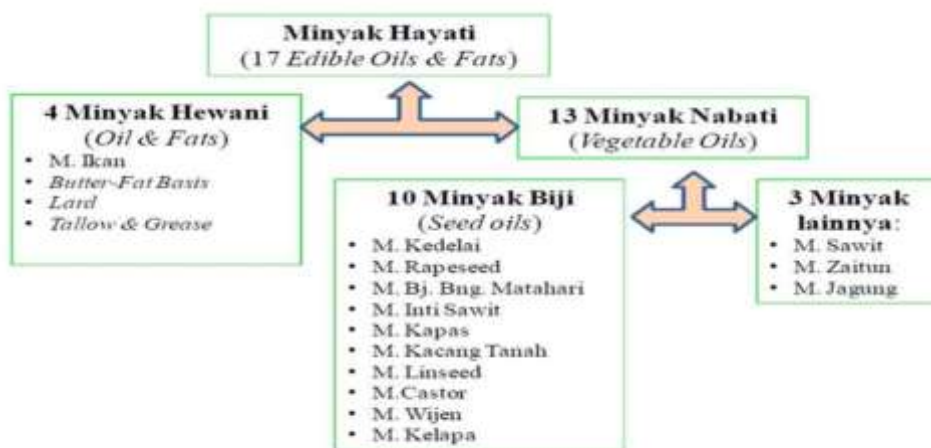 Minyak Hayati
(17 Edible Oils & Fats)
4 Minyak Hewani
(Oil & Fats)
• M. Ikan
• Butter-Fat Basis
• Lard
• Tallow & Grease
13 Minyak Nabati
(Vegetable Oils)
10 Minyak Biji
(Seed oils)
• M. Kedelai
• M. Rapeseed
• M. Bj. Bng. Matahari
• M. Inti Sawit
• M. Kapas
• M. Kacang Tanah
• M. Linseed
• M.Castor
• M. Wijen
• M. Kelapa
3 Minyak
lainnya:
• M. Sawit
• M. Zaitun
• M. Jagung